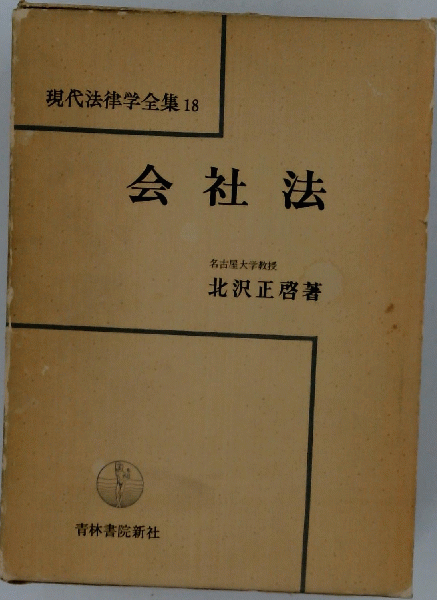 現代法律学全集18
会社法
名古屋大学教授
北沢正啓著
青林書院新社